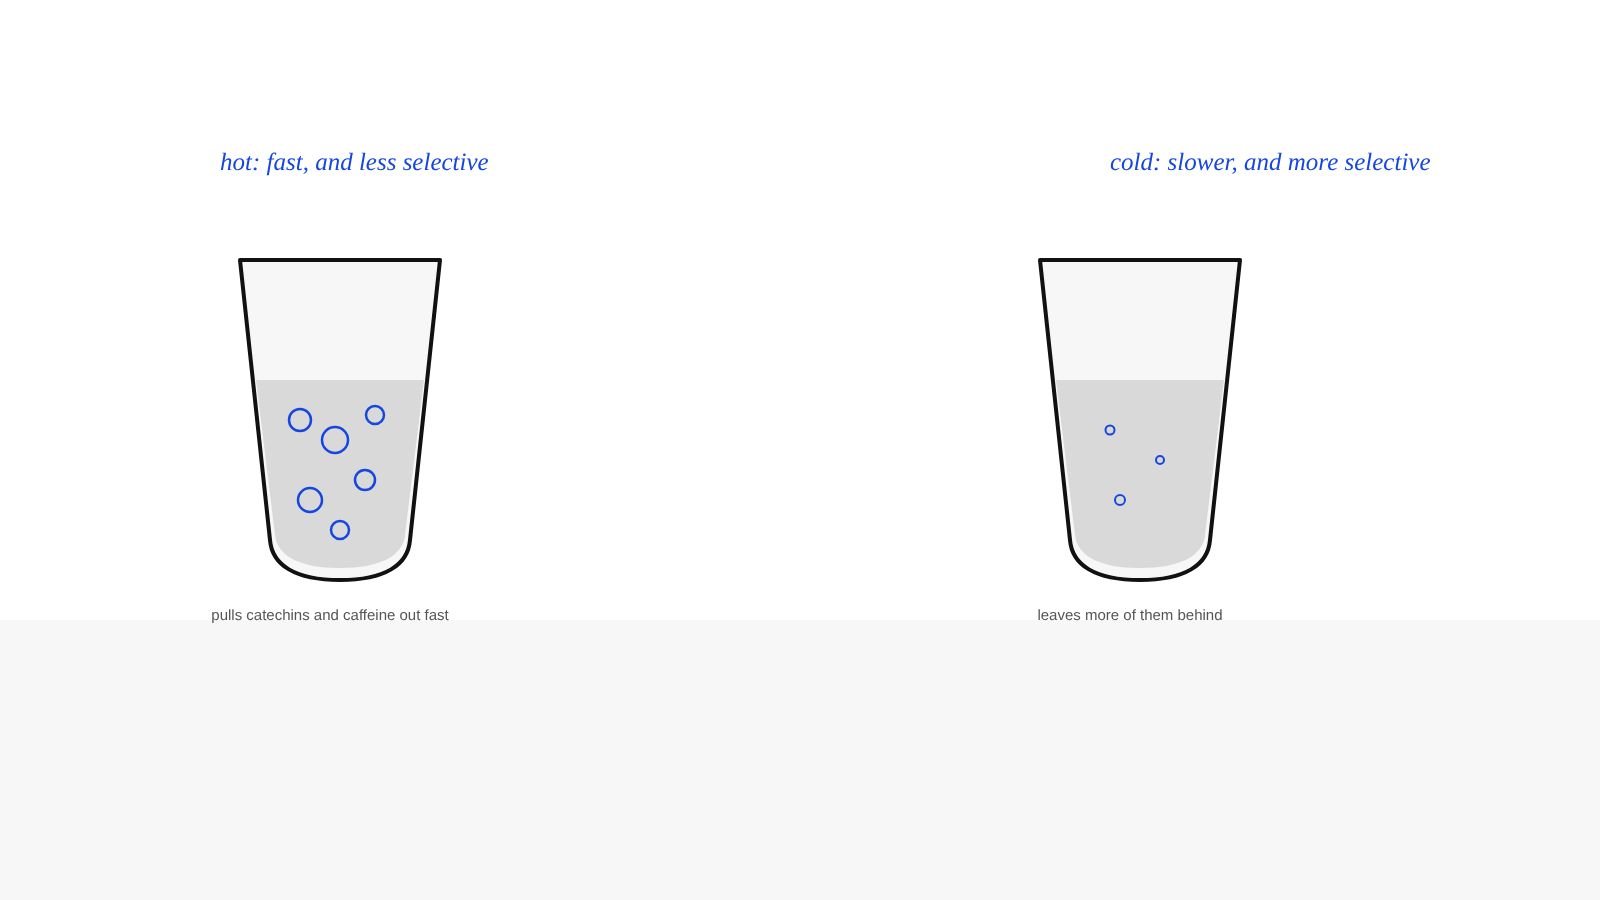 hot: fast, and less selective
cold: slower, and more selective
pulls catechins and caffeine out fast
leaves more of them behind